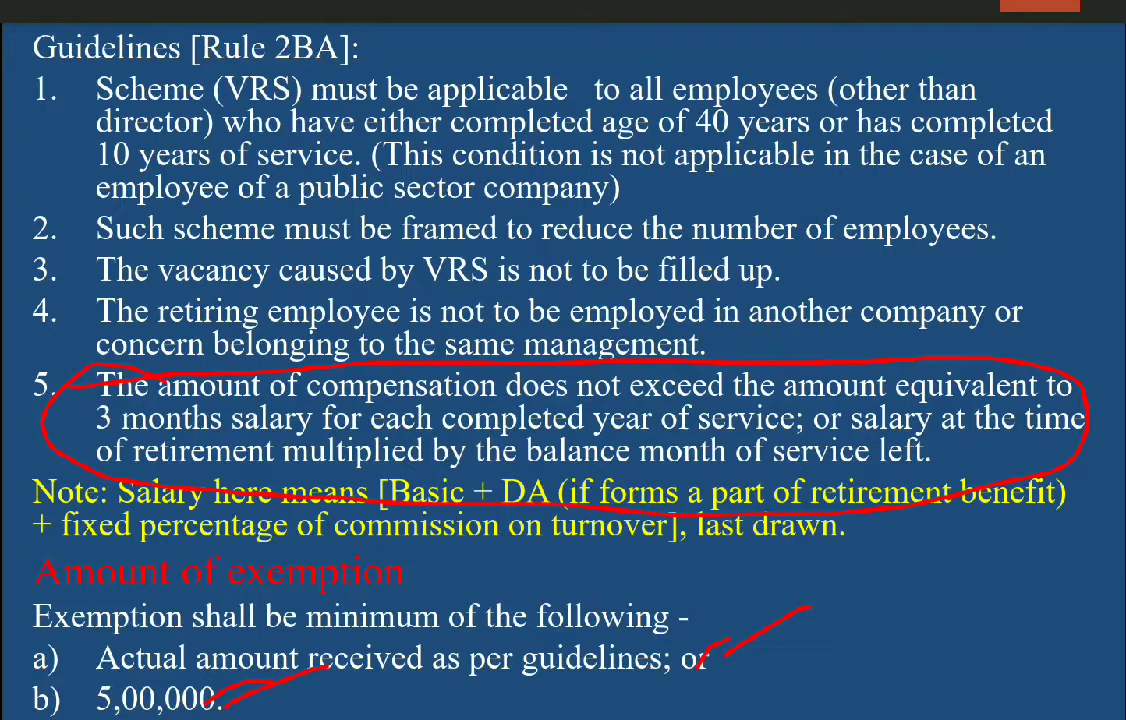 Guidelines [Rule 2BA]:
1. Scheme (VRS) must be applicable to all employees (other than
director) who have either completed age of 40 years or has completed
10 years of service. (This condition is not applicable in the case of an
employee of a public sector company)
2. Such scheme must be framed to reduce the number of employees.
3. The vacancy caused by VRS is not to be filled up.
4. The retiring employee is not to be employed in another company or
concern belonging to the same management.
5. The amount of compensation does not exceed the amount equivalent to
3 months salary for each completed year of service; or salary at the time
of retirement multiplied by the balance month of service left.
Note: Salary here means [Basic + DA (if forms a part of retirement benefit)
+ fixed percentage of commission on turnover], last drawn.
Amount of exemption
Exemption shall be minimum of the following -
a) Actual amount received as per guidelines; or
b) 5,00,000.